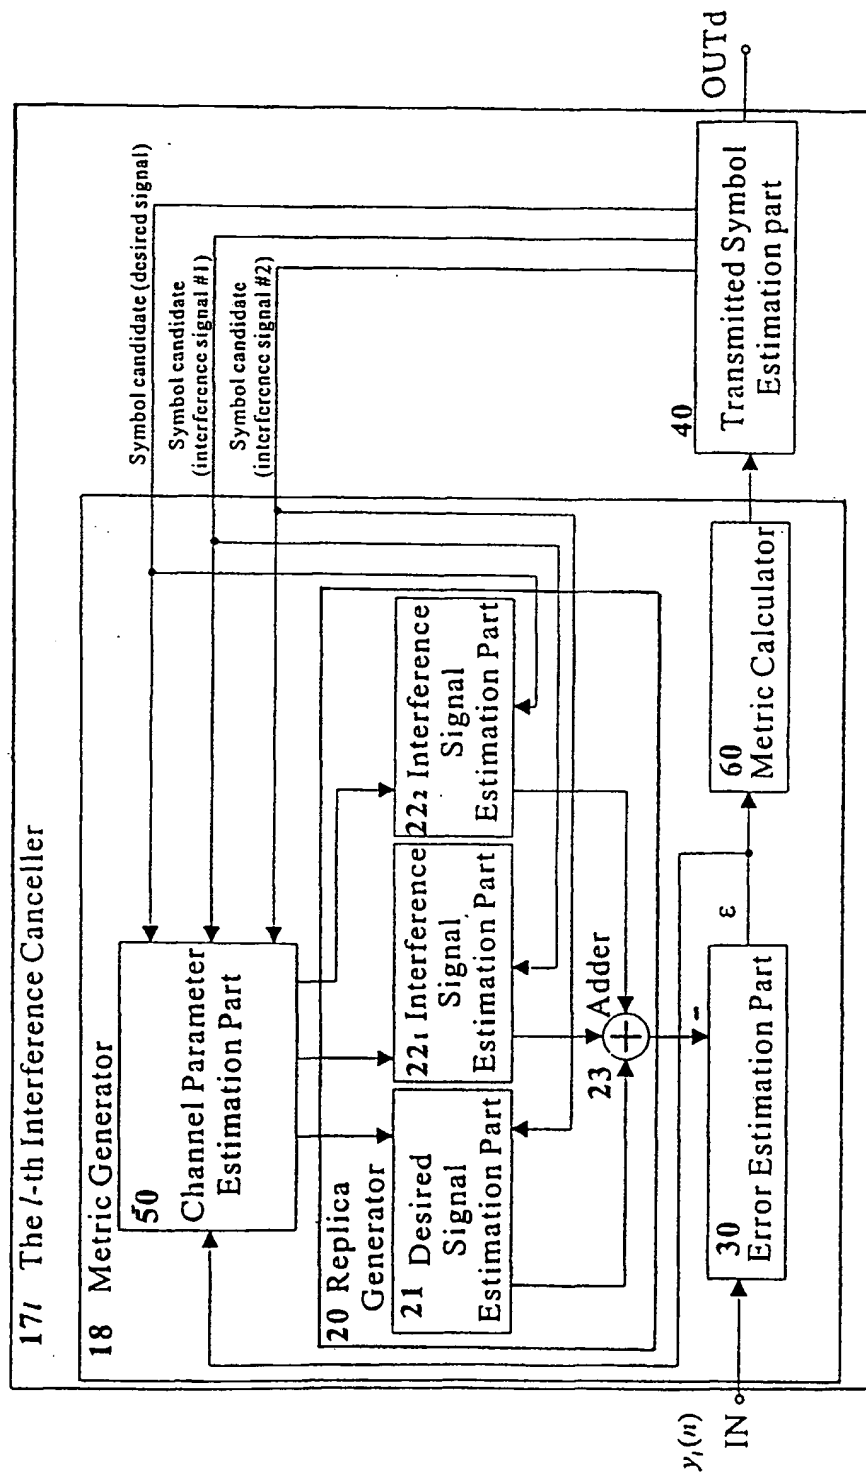 17l The l-th Interference Canceller
18 Metric Generator
50
Channel Parameter
Estimation Part
Symbol candidate (desired signal)
Symbol candidate
(interference signal #1)
Symbol candidate
(interference signal #2)
20 Replica
Generator
21 Desired
Signal
Estimation Part
221 Interference
Signal
Estimation Part
222 Interference
Signal
Estimation Part
23
Adder
+
-
yl(n)
IN
30
Error Estimation Part
ε
60
Metric Calculator
40
Transmitted Symbol
Estimation part
OUTd